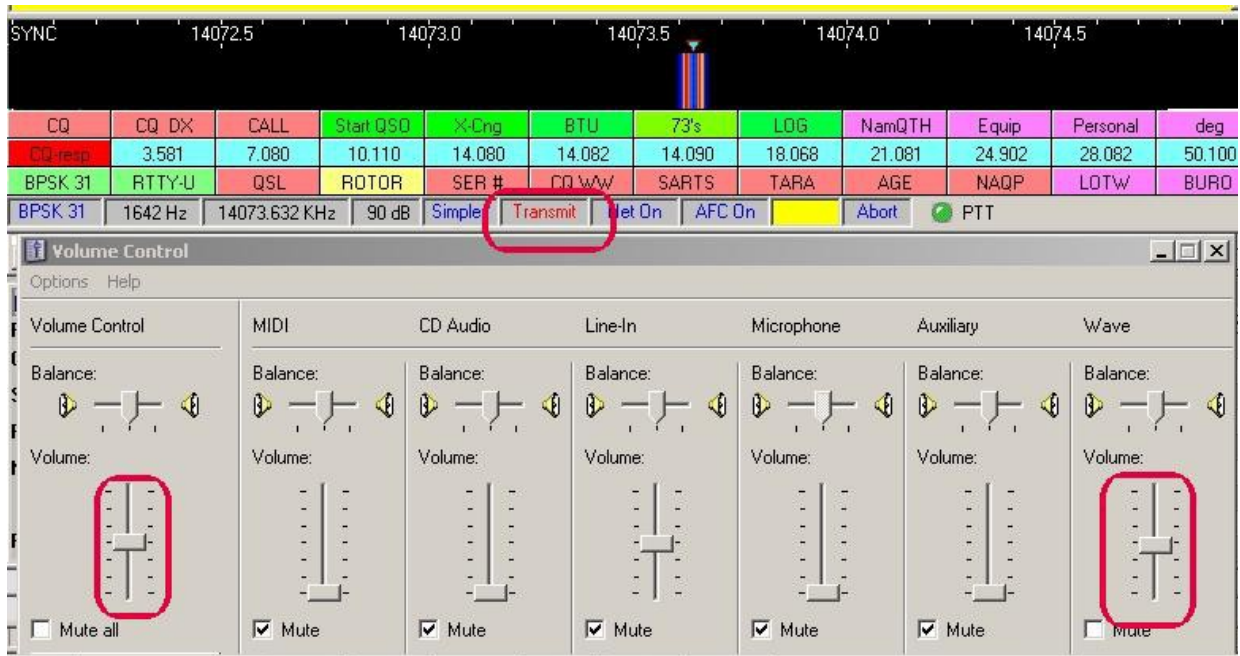 SYNC 14072.5 14073.0 14073.5 14074.0 14074.5
CQ CQ DX CALL Start QSO X-Cng BTU 73's LOG NamQTH Equip Personal deg
CQ-resp 3.581 7.080 10.110 14.080 14.082 14.090 18.068 21.081 24.902 28.082 50.100
BPSK 31 RTTY-U QSL ROTOR SER # CQ WW SARTS TARA AGE NAQP LOTW BURO
BPSK 31 1642 Hz 14073.632 KHz 90 dB Simple Transmit Net On AFC On Abort PTT
Volume Control
Options Help
Volume Control MIDI CD Audio Line-In Microphone Auxiliary Wave
Balance: Balance: Balance: Balance: Balance: Balance: Balance:
Volume: Volume: Volume: Volume: Volume: Volume: Volume:
Mute all Mute Mute Mute Mute Mute Mute